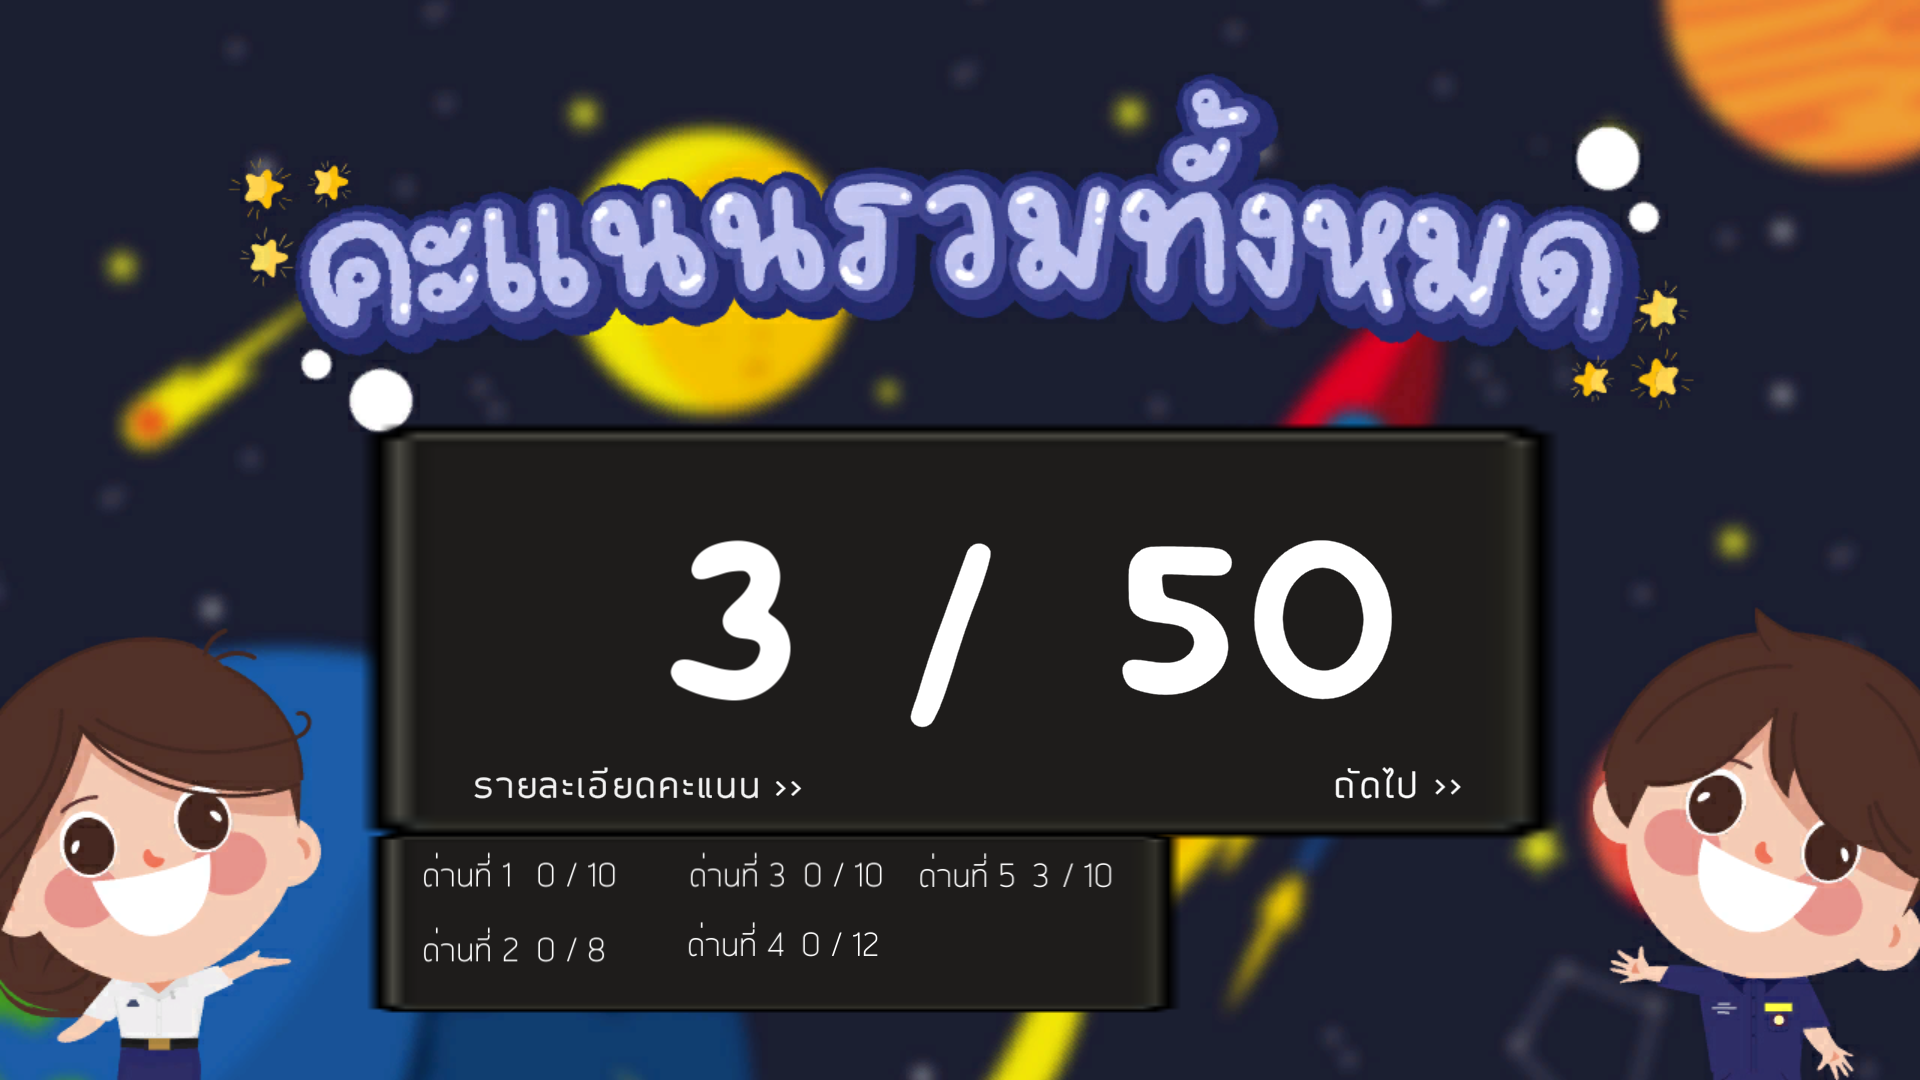 คะแนนรวมทั้งหมด
3 / 50
รายละเอียดคะแนน >> ถัดไป >>
ด่านที่ 1 0 / 10 ด่านที่ 3 0 / 10 ด่านที่ 5 3 / 10
ด่านที่ 2 0 / 8 ด่านที่ 4 0 / 12